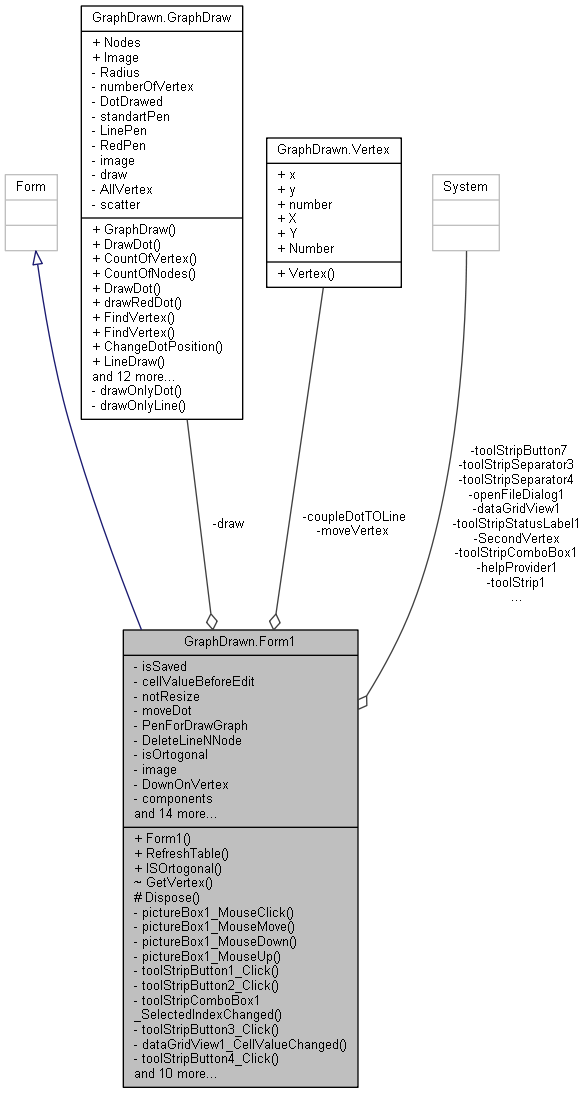 GraphDrawn.GraphDraw
+ Nodes
+ Image
- Radius
- numberOfVertex
- DotDrawed
- standartPen
- LinePen
- RedPen
- image
- draw
- AllVertex
- scatter
+ GraphDraw()
+ DrawDot()
+ CountOfVertex()
+ CountOfNodes()
+ DrawDot()
+ drawRedDot()
+ FindVertex()
+ FindVertex()
+ ChangeDotPosition()
+ LineDraw()
and 12 more...
- drawOnlyDot()
- drawOnlyLine()
GraphDrawn.Vertex
+ x
+ y
+ number
+ X
+ Y
+ Number
+ Vertex()
Form
System
-draw
-coupleDotTOLine
-moveVertex
-toolStripButton7
-toolStripSeparator3
-toolStripSeparator4
-openFileDialog1
-dataGridView1
-toolStripStatusLabel1
-SecondVertex
-toolStripComboBox1
-helpProvider1
-toolStrip1
...
GraphDrawn.Form1
- isSaved
- cellValueBeforeEdit
- notResize
- moveDot
- PenForDrawGraph
- DeleteLineNNode
- isOrtogonal
- image
- DownOnVertex
- components
and 14 more...
+ Form1()
+ RefreshTable()
+ ISOrtogonal()
~ GetVertex()
# Dispose()
- pictureBox1_MouseClick()
- pictureBox1_MouseMove()
- pictureBox1_MouseDown()
- pictureBox1_MouseUp()
- toolStripButton1_Click()
- toolStripButton2_Click()
- toolStripComboBox1
_SelectedIndexChanged()
- toolStripButton3_Click()
- dataGridView1_CellValueChanged()
- toolStripButton4_Click()
and 10 more...